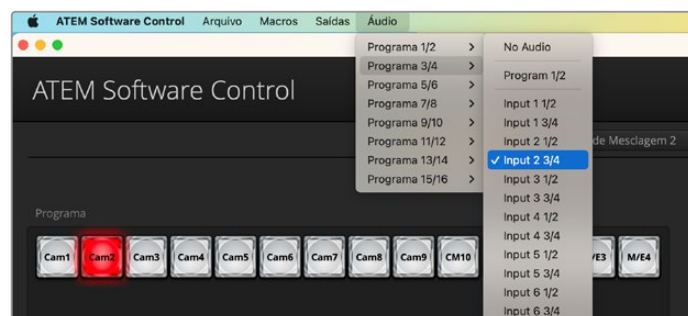 ATEM Software Control Arquivo Macros Saídas Áudio
Programa 1/2 >
Programa 3/4 >
Programa 5/6 >
Programa 7/8 >
Programa 9/10 >
Programa 11/12 >
Programa 13/14 >
Programa 15/16 >
No Audio
Program 1/2
Input 1 1/2
Input 1 3/4
Input 2 1/2
✓ Input 2 3/4
Input 3 1/2
Input 3 3/4
Input 4 1/2
Input 4 3/4
Input 5 1/2
Input 5 3/4
Input 6 1/2
Input 6 3/4
ATEM Software Control
de Mesclagem 2
Programa
Cam1 Cam2 Cam3 Cam4 Cam5 Cam6 Cam7 Cam8 Cam9 CM10 /E3 M/E4